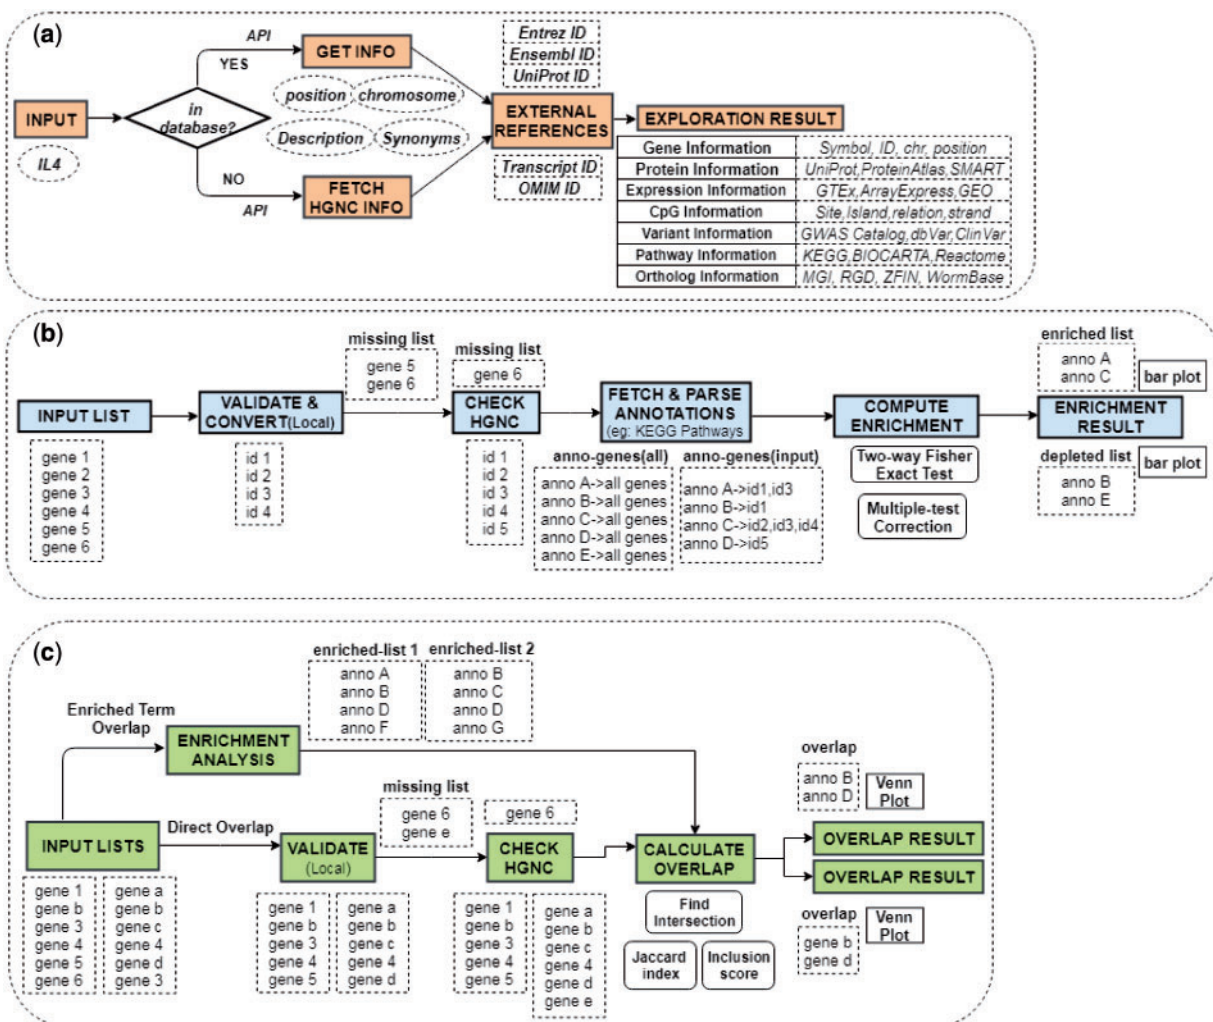 (a)
API
YES
GET INFO
Entrez ID
Ensembl ID
UniProt ID
INPUT
IL4
in
database?
position
chromosome
Description
Synonyms
EXTERNAL
REFERENCES
EXPLORATION RESULT
NO
API
FETCH
HGNC INFO
Transcript ID
OMIM ID
Gene Information Symbol, ID, chr, position
Protein Information UniProt,ProteinAtlas,SMART
Expression Information GTEx,ArrayExpress,GEO
CpG Information Site,Island,relation,strand
Variant Information GWAS Catalog,dbVar,ClinVar
Pathway Information KEGG,BIOCARTA,Reactome
Ortholog Information MGI, RGD, ZFIN, WormBase
(b)
INPUT LIST
gene 1
gene 2
gene 3
gene 4
gene 5
gene 6
VALIDATE &
CONVERT(Local)
id 1
id 2
id 3
id 4
missing list
gene 5
gene 6
missing list
gene 6
CHECK
HGNC
id 1
id 2
id 3
id 4
id 5
FETCH & PARSE
ANNOTATIONS
(eg: KEGG Pathways
anno-genes(all)
anno A->all genes
anno B->all genes
anno C->all genes
anno D->all genes
anno E->all genes
anno-genes(input)
anno A->id1,id3
anno B->id1
anno C->id2,id3,id4
anno D->id5
COMPUTE
ENRICHMENT
Two-way Fisher
Exact Test
Multiple-test
Correction
enriched list
anno A
anno C
bar plot
ENRICHMENT
RESULT
depleted list
anno B
anno E
bar plot
(c)
Enriched Term
Overlap
ENRICHMENT
ANALYSIS
enriched-list 1
anno A
anno B
anno D
anno F
enriched-list 2
anno B
anno C
anno D
anno G
INPUT LISTS
gene 1
gene b
gene 3
gene 4
gene 5
gene 6
gene a
gene b
gene c
gene 4
gene d
gene 3
Direct Overlap
VALIDATE
(Local)
gene 1
gene b
gene 3
gene 4
gene 5
gene a
gene b
gene c
gene 4
gene d
missing list
gene 6
gene e
gene 6
CHECK
HGNC
gene 1
gene b
gene 3
gene 4
gene 5
gene a
gene b
gene c
gene 4
gene d
gene e
CALCULATE
OVERLAP
Find
Intersection
Jaccard
index
Inclusion
score
overlap
anno B
anno D
Venn
Plot
OVERLAP RESULT
OVERLAP RESULT
overlap
gene b
gene d
Venn
Plot